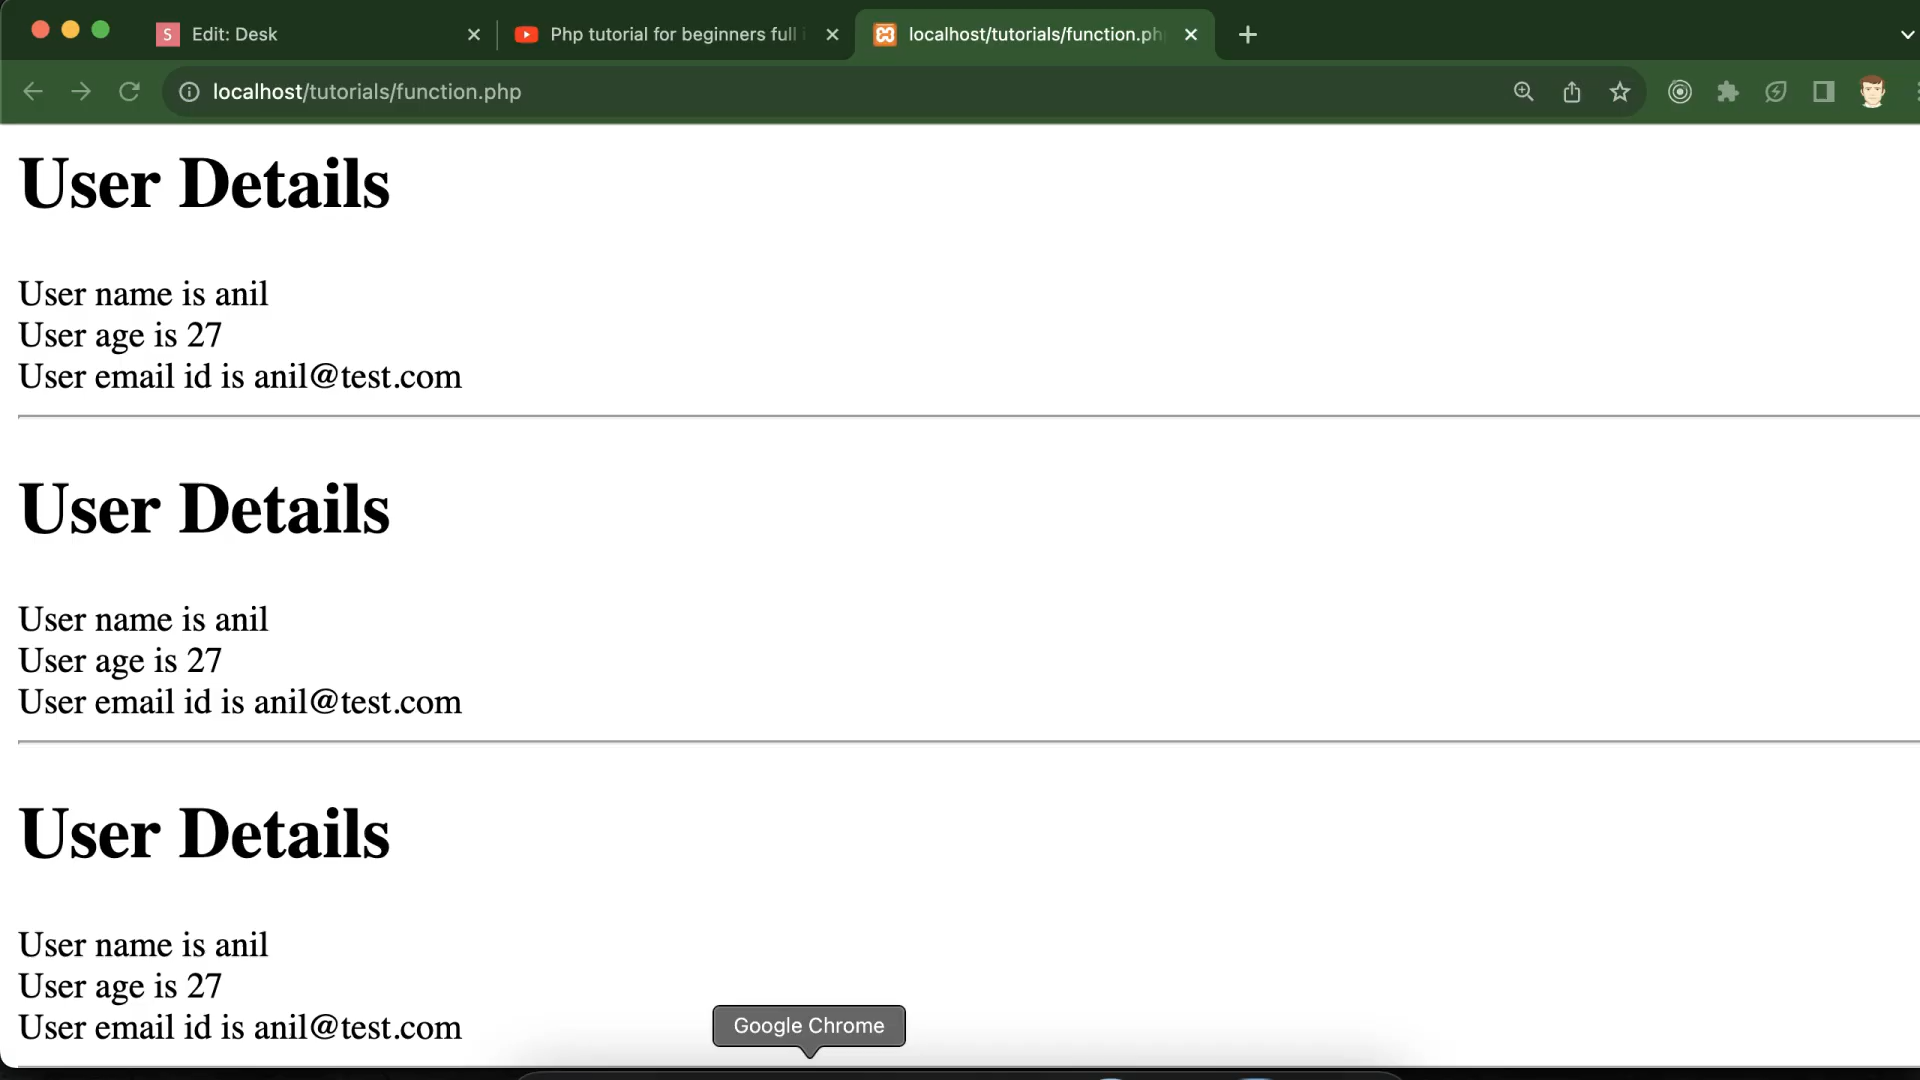 S Edit: Desk
Php tutorial for beginners full
localhost/tutorials/function.ph
localhost/tutorials/function.php
User Details
User name is anil
User age is 27
User email id is anil@test.com
User Details
User name is anil
User age is 27
User email id is anil@test.com
User Details
User name is anil
User age is 27
User email id is anil@test.com
Google Chrome